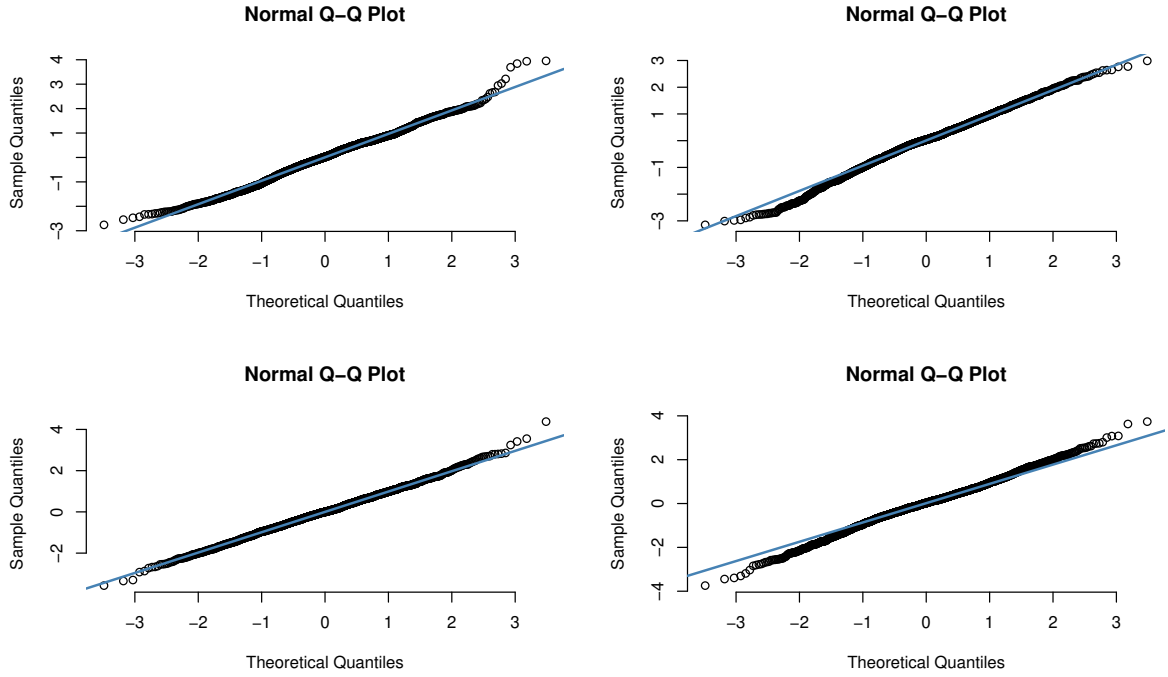 Normal Q−Q Plot
Sample Quantiles
4
3
2
1
−1
−3
−3 −2 −1 0 1 2 3
Theoretical Quantiles
Normal Q−Q Plot
Sample Quantiles
3
2
1
−1
−3
−3 −2 −1 0 1 2 3
Theoretical Quantiles
Normal Q−Q Plot
Sample Quantiles
4
2
0
−2
−3 −2 −1 0 1 2 3
Theoretical Quantiles
Normal Q−Q Plot
Sample Quantiles
4
2
0
−2
−4
−3 −2 −1 0 1 2 3
Theoretical Quantiles